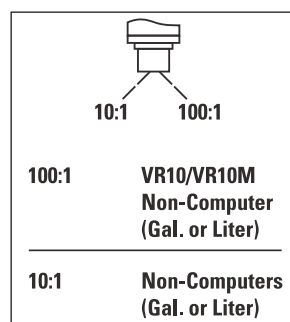 10:1 100:1
100:1 VR10/VR10M
Non-Computer
(Gal. or Liter)
10:1 Non-Computers
(Gal. or Liter)